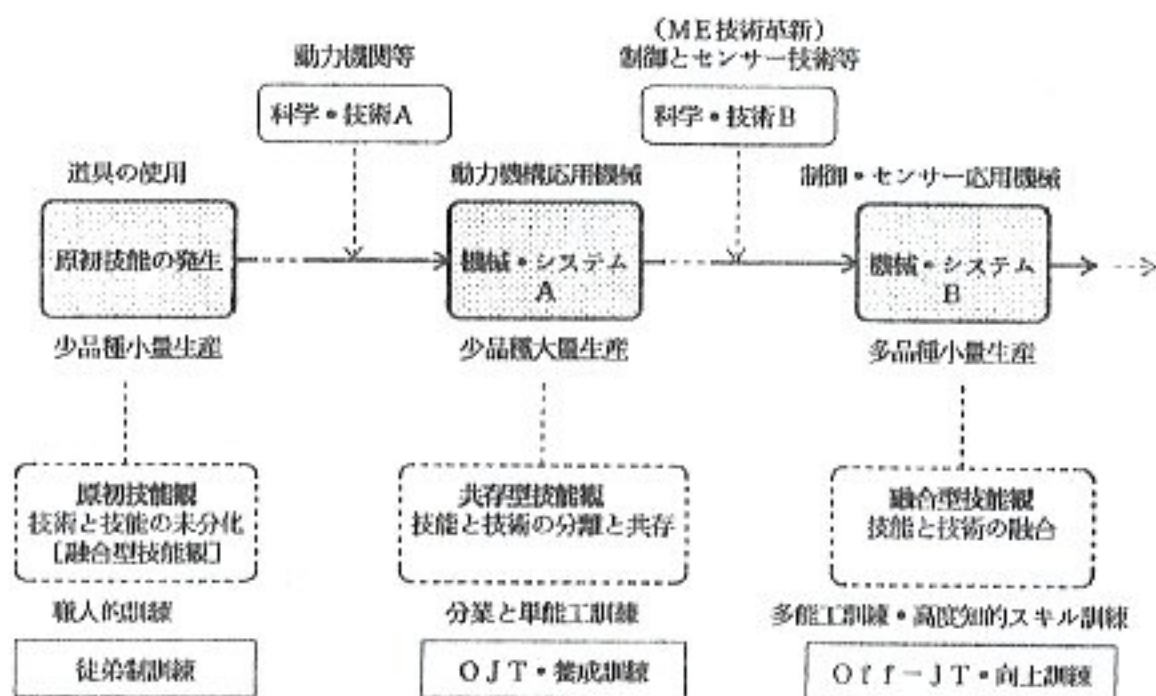 (ME技術革新)
動力機関等
制御とセンサー技術等
科学・技術A
科学・技術B
道具の使用
動力機構応用機械
制御・センサー応用機械
原初技能の発生
機械・システム
A
機械・システム
B
少品種小量生産
少品種大量生産
多品種小量生産
原初技能観
技術と技能の未分化
[融合型技能観]
共存型技能観
技能と技術の分離と共存
融合型技能観
技能と技術の融合
職人的訓練
分業と単能工訓練
多能工訓練・高度知的スキル訓練
徒弟制訓練
OJT・養成訓練
Off-JT・向上訓練